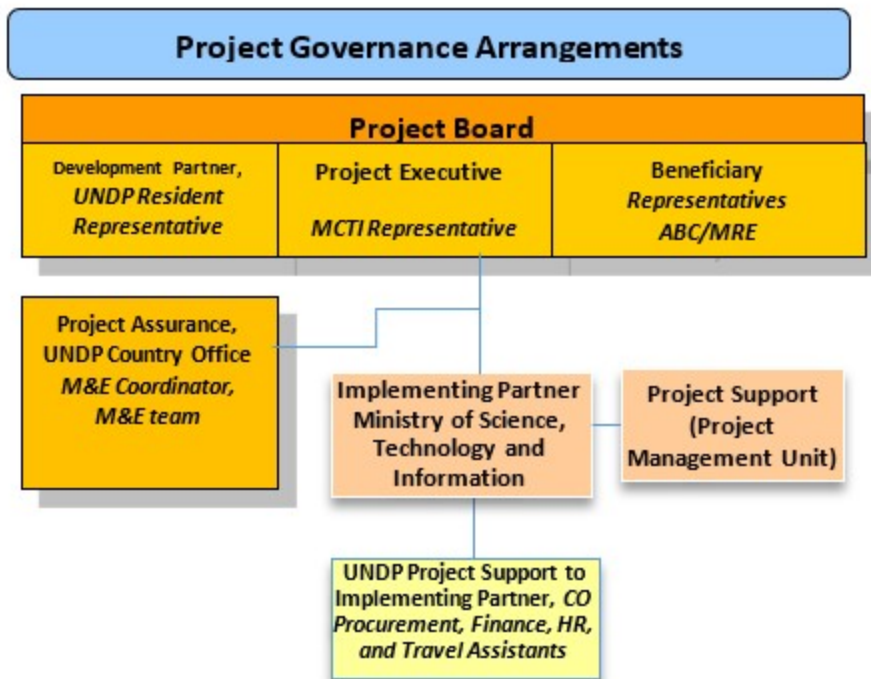 Project Governance Arrangements
Project Board
Development Partner,
UNDP Resident
Representative
Project Executive
MCTI Representative
Beneficiary
Representatives
ABC/MRE
Project Assurance,
UNDP Country Office
M&E Coordinator,
M&E team
Implementing Partner
Ministry of Science,
Technology and
Information
Project Support
(Project
Management Unit)
UNDP Project Support to
Implementing Partner, CO
Procurement, Finance, HR,
and Travel Assistants